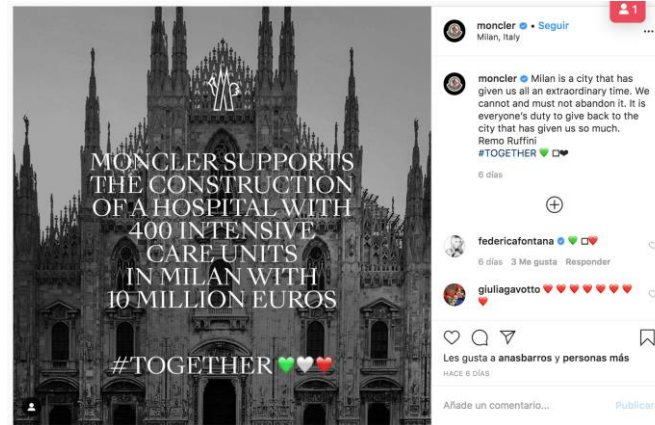 MONCLER SUPPORTS
THE CONSTRUCTION
OF A HOSPITAL WITH
400 INTENSIVE
CARE UNITS
IN MILAN WITH
10 MILLION EUROS
#TOGETHER 💚🤍❤️
1
moncler • Seguir
Milan, Italy
moncler Milan is a city that has
given us all an extraordinary time. We
cannot and must not abandon it. It is
everyone's duty to give back to the
city that has given us so much.
Remo Ruffini
#TOGETHER 💚 □❤
6 días
federicafontana 💚 □❤️
6 días 3 Me gusta Responder
giuliagavotto ❤️ ❤️ ❤️ ❤️ ❤️ ❤️ ❤️
❤️
Les gusta a anasbarros y personas más
HACE 6 DÍAS
Añade un comentario... Publicar